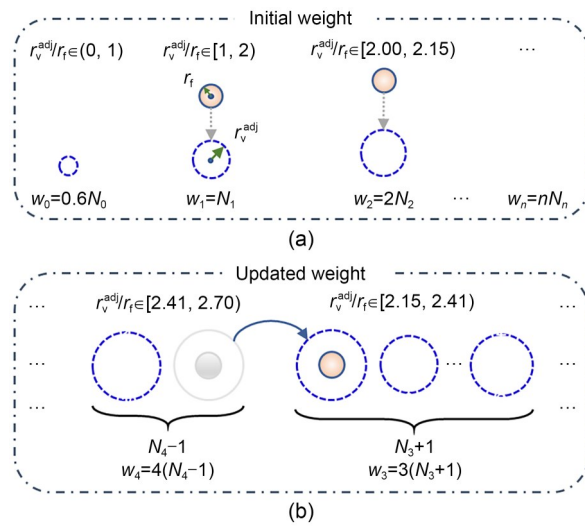 Initial weight
r_v^adj/r_f∈(0, 1) r_v^adj/r_f∈[1, 2) r_v^adj/r_f∈[2.00, 2.15) ···
r_f
r_v^adj
w_0=0.6N_0 w_1=N_1 w_2=2N_2 ··· w_n=nN_n
(a)
Updated weight
··· r_v^adj/r_f∈[2.41, 2.70) r_v^adj/r_f∈[2.15, 2.41) ···
··· ··· ···
··· ···
N_4−1 N_3+1
w_4=4(N_4−1) w_3=3(N_3+1)
(b)